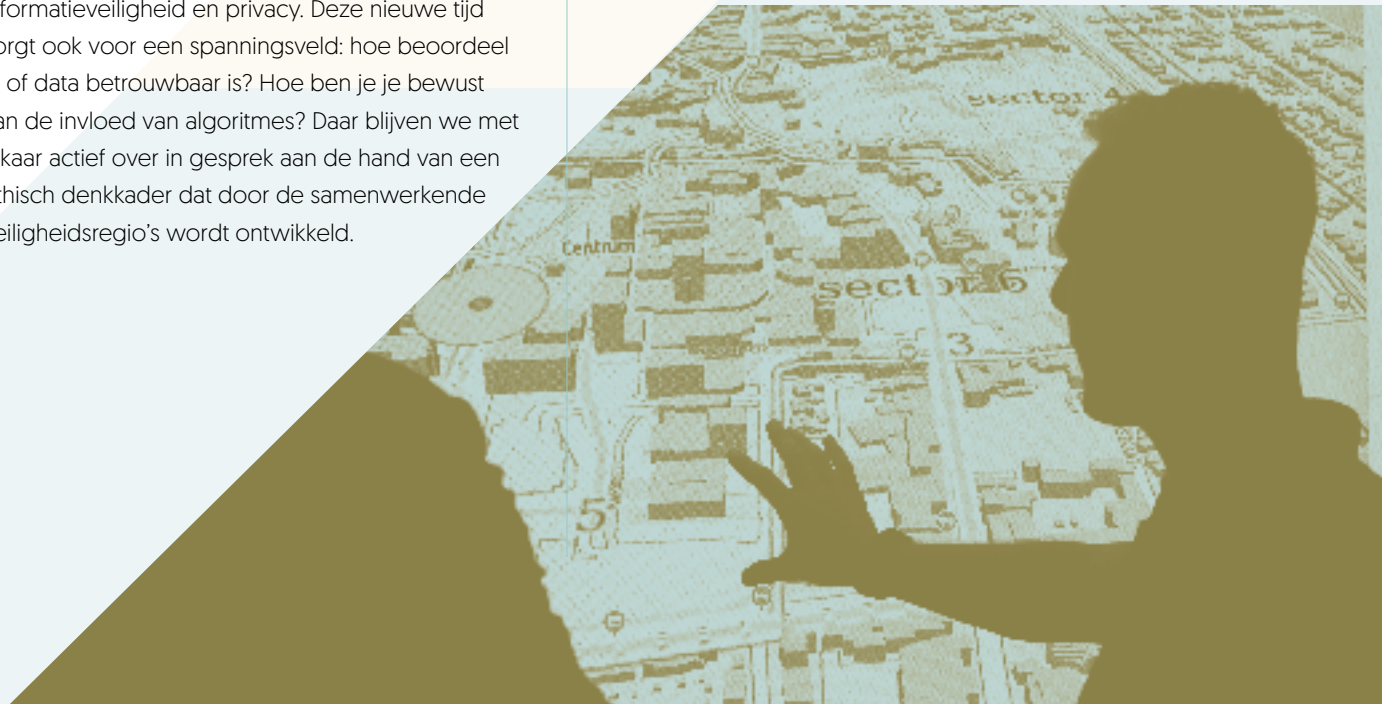 formatieveiligheid en privacy. Deze nieuwe tijd
orgt ook voor een spanningsveld: hoe beoordeel
of data betrouwbaar is? Hoe ben je je bewust
an de invloed van algoritmes? Daar blijven we met
kaar actief over in gesprek aan de hand van een
thisch denkkader dat door de samenwerkende
eiligheidsregio's wordt ontwikkeld.
sector 4
Centrum
sector 6
3
5